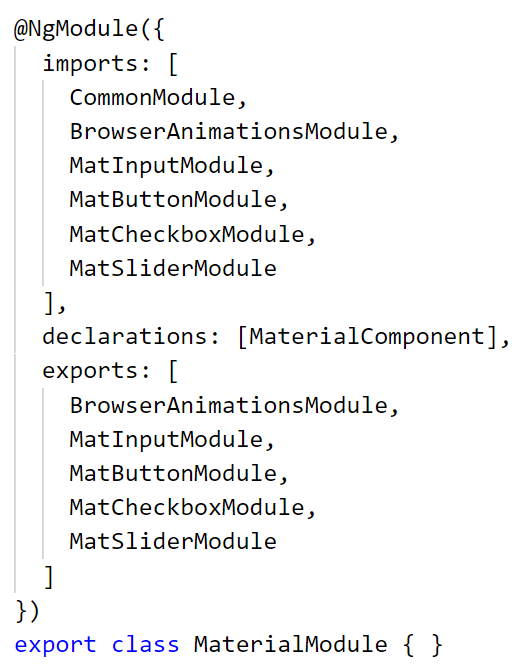 @NgModule({
  imports: [
    CommonModule,
    BrowserAnimationsModule,
    MatInputModule,
    MatButtonModule,
    MatCheckboxModule,
    MatSliderModule
  ],
  declarations: [MaterialComponent],
  exports: [
    BrowserAnimationsModule,
    MatInputModule,
    MatButtonModule,
    MatCheckboxModule,
    MatSliderModule
  ]
})
export class MaterialModule { }